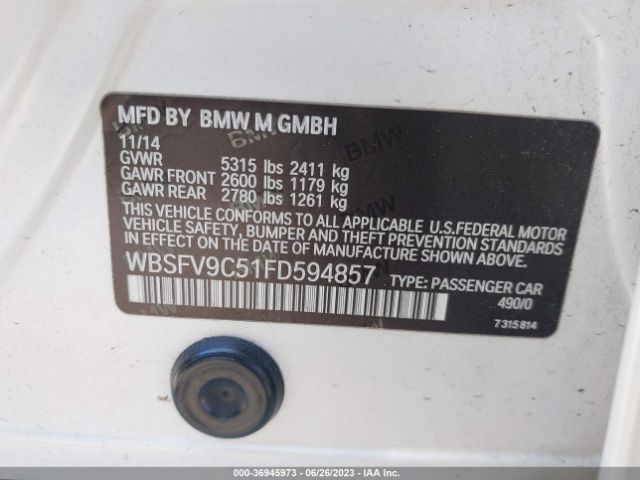 MFD BY BMW M GMBH
11/14
GVWR 5315 lbs 2411 kg
GAWR FRONT 2600 lbs 1179 kg
GAWR REAR 2780 lbs 1261 kg
THIS VEHICLE CONFORMS TO ALL APPLICABLE U.S.FEDERAL MOTOR
VEHICLE SAFETY, BUMPER AND THEFT PREVENTION STANDARDS
IN EFFECT ON THE DATE OF MANUFACTURE SHOWN ABOVE.
WBSFV9C51FD594857 TYPE: PASSENGER CAR
490/0
7315814
000-36945973 - 06/26/2023 - IAA Inc.